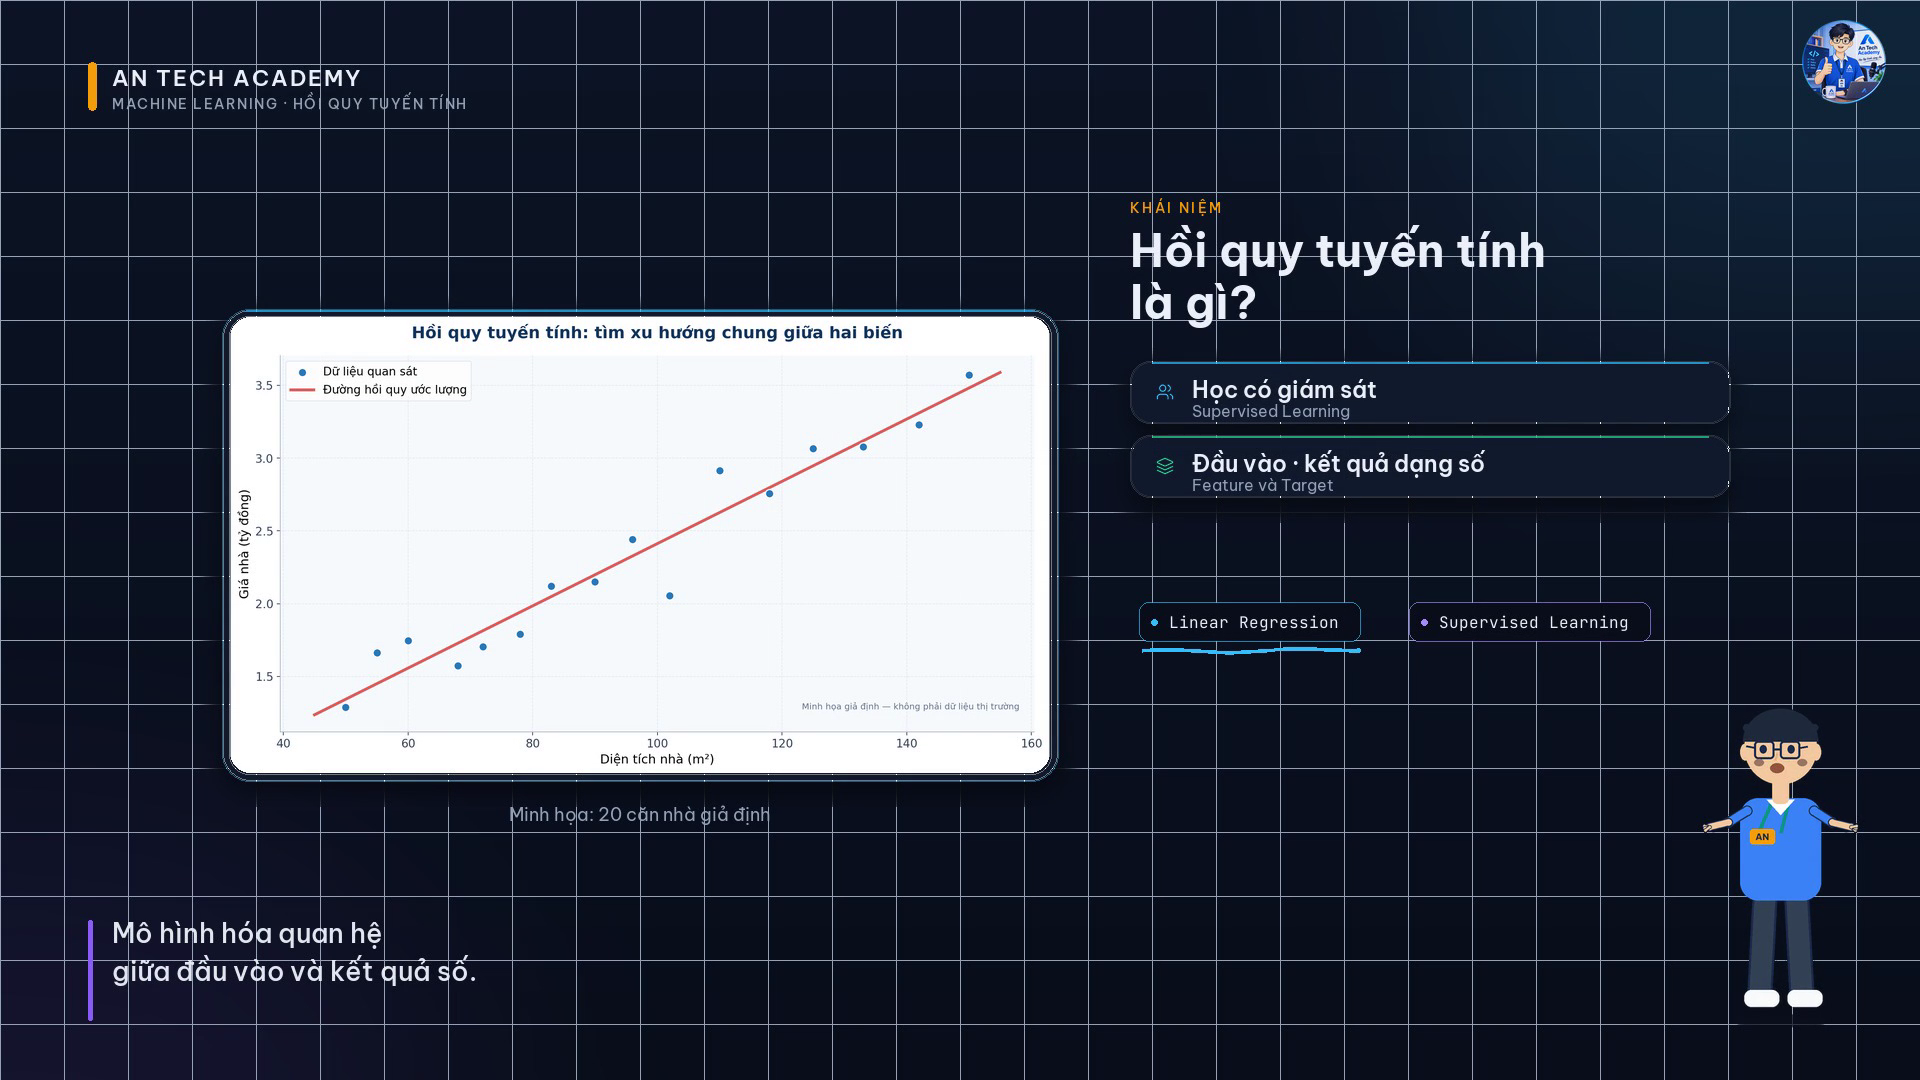 AN TECH ACADEMY
MACHINE LEARNING · HỒI QUY TUYẾN TÍNH
An Tech
Academy
KHÁI NIỆM
Hồi quy tuyến tính
là gì?
Học có giám sát
Supervised Learning
Đầu vào · kết quả dạng số
Feature và Target
Linear Regression
Supervised Learning
Hồi quy tuyến tính: tìm xu hướng chung giữa hai biến
Dữ liệu quan sát
Đường hồi quy ước lượng
Giá nhà (tỷ đồng)
3.5
3.0
2.5
2.0
1.5
Minh họa giả định — không phải dữ liệu thị trường
40 60 80 100 120 140 160
Diện tích nhà (m²)
Minh họa: 20 căn nhà giả định
AN
Mô hình hóa quan hệ
giữa đầu vào và kết quả số.